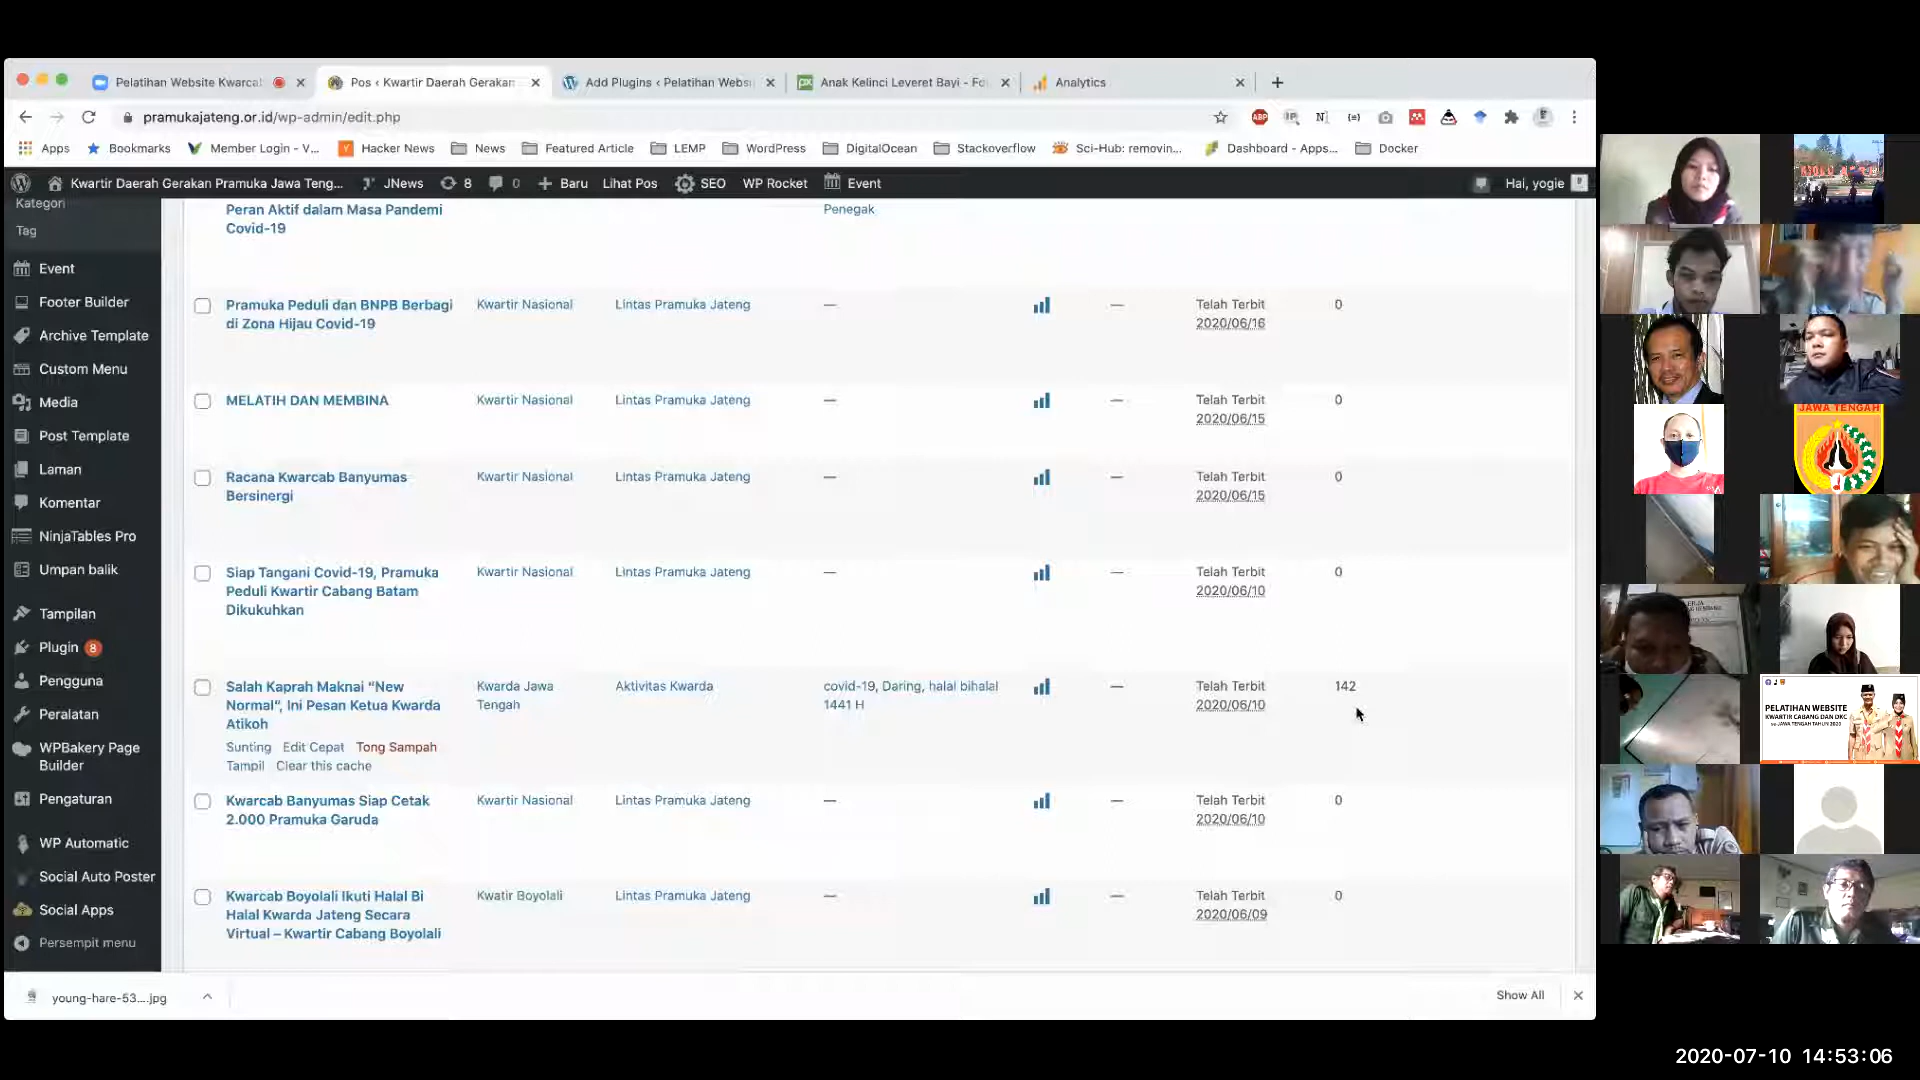 Pelatihan Website Kwarca
Pos ‹ Kwartir Daerah Gerakan
Add Plugins ‹ Pelatihan Webs
Anak Kelinci Leveret Bayi - Fo
Analytics
pramukajateng.or.id/wp-admin/edit.php
Apps
Bookmarks
Member Login - V...
Hacker News
News
Featured Article
LEMP
WordPress
DigitalOcean
Stackoverflow
Sci-Hub: removin...
Dashboard - Apps...
Docker
Kwartir Daerah Gerakan Pramuka Jawa Teng...
JNews
8
0
Baru
Lihat Pos
SEO
WP Rocket
Event
Hai, yogie
Kategori
Tag
Event
Footer Builder
Archive Template
Custom Menu
Media
Post Template
Laman
Komentar
NinjaTables Pro
Umpan balik
Tampilan
Plugin 8
Pengguna
Peralatan
WPBakery Page
Builder
Pengaturan
WP Automatic
Social Auto Poster
Social Apps
Persempit menu
Peran Aktif dalam Masa Pandemi
Covid-19
Penegak
Pramuka Peduli dan BNPB Berbagi
di Zona Hijau Covid-19
Kwartir Nasional
Lintas Pramuka Jateng
—
—
Telah Terbit
2020/06/16
0
MELATIH DAN MEMBINA
Kwartir Nasional
Lintas Pramuka Jateng
—
—
Telah Terbit
2020/06/15
0
Racana Kwarcab Banyumas
Bersinergi
Kwartir Nasional
Lintas Pramuka Jateng
—
—
Telah Terbit
2020/06/15
0
Siap Tangani Covid-19, Pramuka
Peduli Kwartir Cabang Batam
Dikukuhkan
Kwartir Nasional
Lintas Pramuka Jateng
—
—
Telah Terbit
2020/06/10
0
Salah Kaprah Maknai “New
Normal”, Ini Pesan Ketua Kwarda
Atikoh
Sunting Edit Cepat Tong Sampah
Tampil Clear this cache
Kwarda Jawa
Tengah
Aktivitas Kwarda
covid-19, Daring, halal bihalal
1441 H
—
Telah Terbit
2020/06/10
142
Kwarcab Banyumas Siap Cetak
2.000 Pramuka Garuda
Kwartir Nasional
Lintas Pramuka Jateng
—
—
Telah Terbit
2020/06/10
0
Kwarcab Boyolali Ikuti Halal Bi
Halal Kwarda Jateng Secara
Virtual – Kwartir Cabang Boyolali
Kwatir Boyolali
Lintas Pramuka Jateng
—
—
Telah Terbit
2020/06/09
0
young-hare-53....jpg
Show All
JAWA TENGAH
PELATIHAN WEBSITE
KWARTIR CABANG DAN DKC
se-JAWA TENGAH TAHUN 2020
2020-07-10 14:53:06